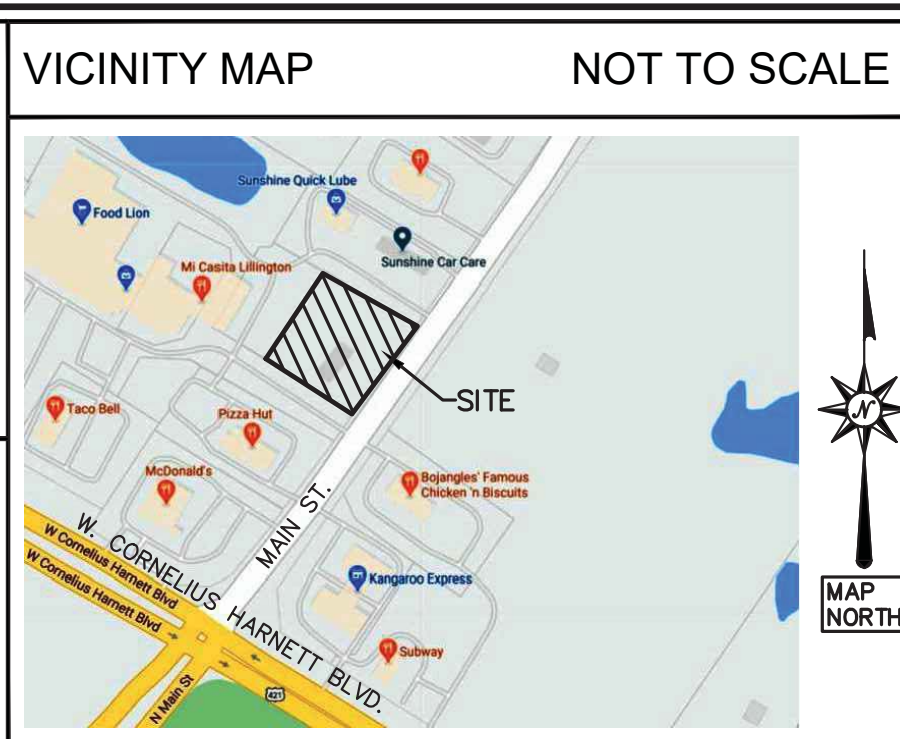 VICINITY MAP NOT TO SCALE
Sunshine Quick Lube
Food Lion
Sunshine Car Care
Mi Casita Lillington
SITE
Taco Bell
Pizza Hut
McDonald's
Bojangles' Famous
Chicken 'n Biscuits
MAIN ST.
W. CORNELIUS HARNETT BLVD.
W Cornelius Harnett Blvd
W Cornelius Harnett Blvd
Kangaroo Express
Subway
N Main St
421
N
MAP
NORTH